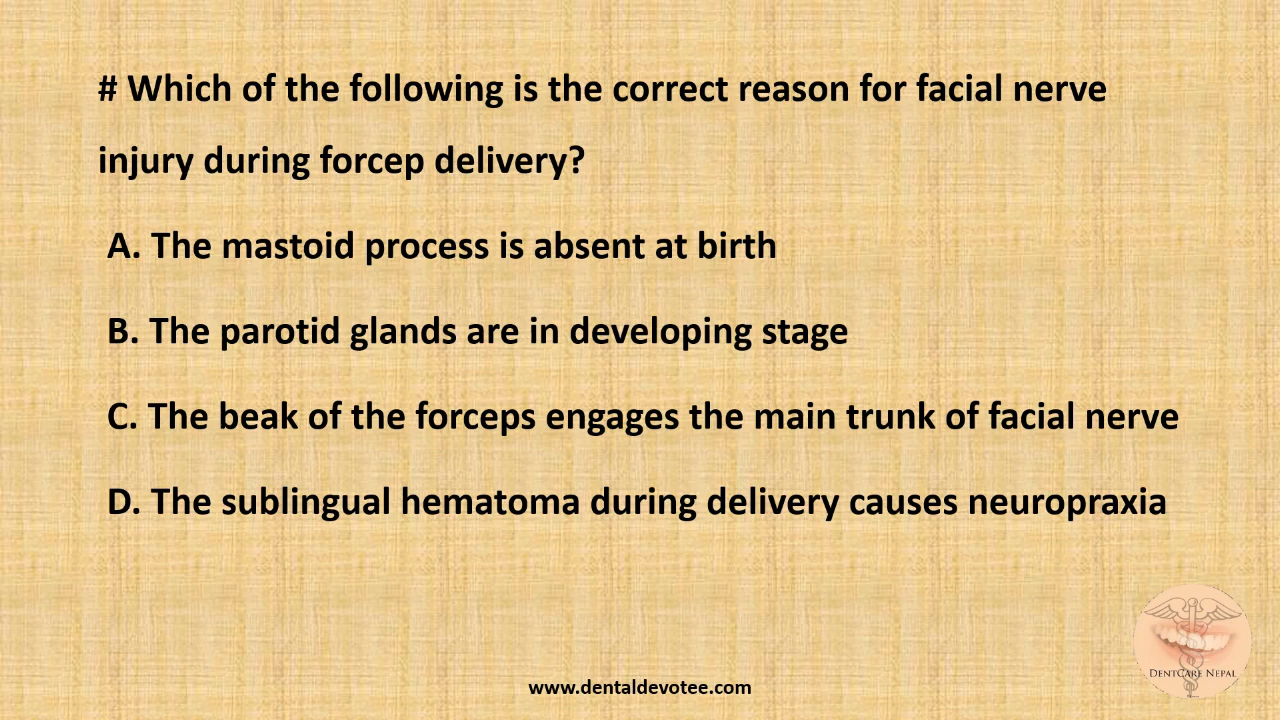 # Which of the following is the correct reason for facial nerve
injury during forcep delivery?
A. The mastoid process is absent at birth
B. The parotid glands are in developing stage
C. The beak of the forceps engages the main trunk of facial nerve
D. The sublingual hematoma during delivery causes neuropraxia
DentCare Nepal
www.dentaldevotee.com